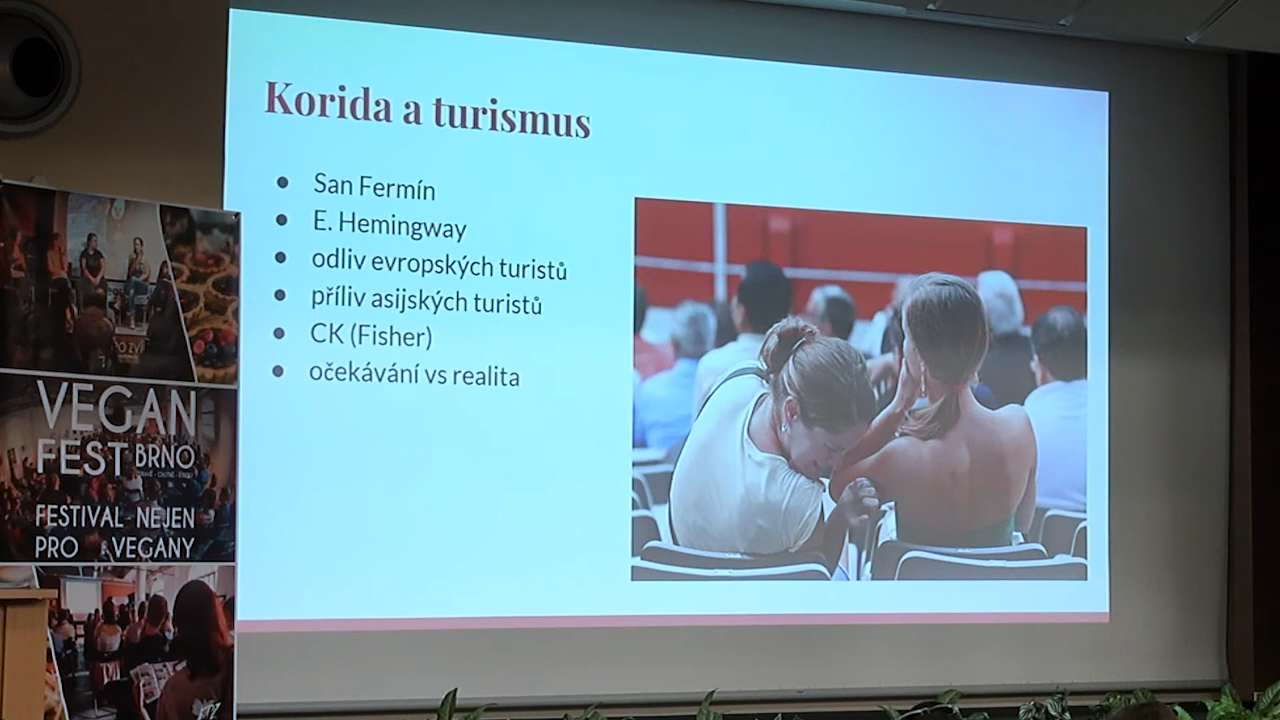 Korida a turismus
San Fermín
E. Hemingway
odliv evropských turistů
příliv asijských turistů
CK (Fisher)
očekávání vs realita
VEGAN
FEST BRNO
FESTIVAL NEJEN
PRO VEGANY